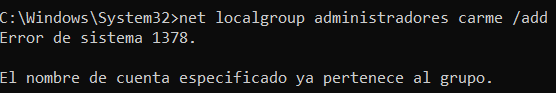 C:\Windows\System32>net localgroup administradores carme /add
Error de sistema 1378.
El nombre de cuenta especificado ya pertenece al grupo.